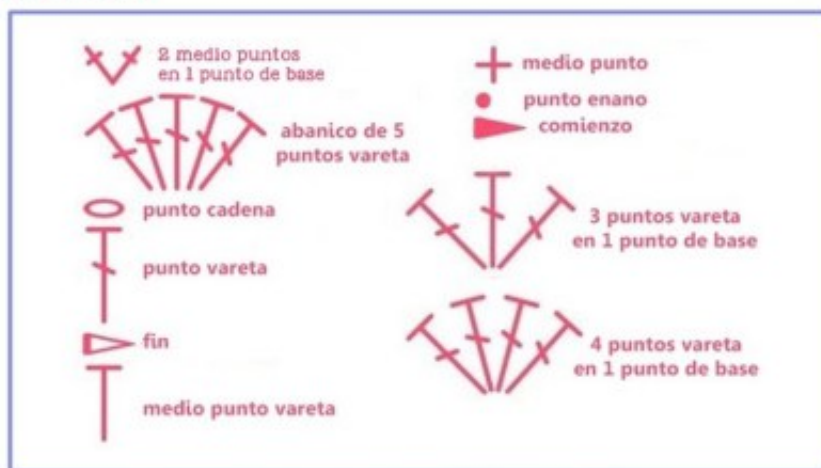 2 medio puntos
en 1 punto de base
abanico de 5
puntos vareta
punto cadena
punto vareta
fin
medio punto vareta
medio punto
punto enano
comienzo
3 puntos vareta
en 1 punto de base
4 puntos vareta
en 1 punto de base